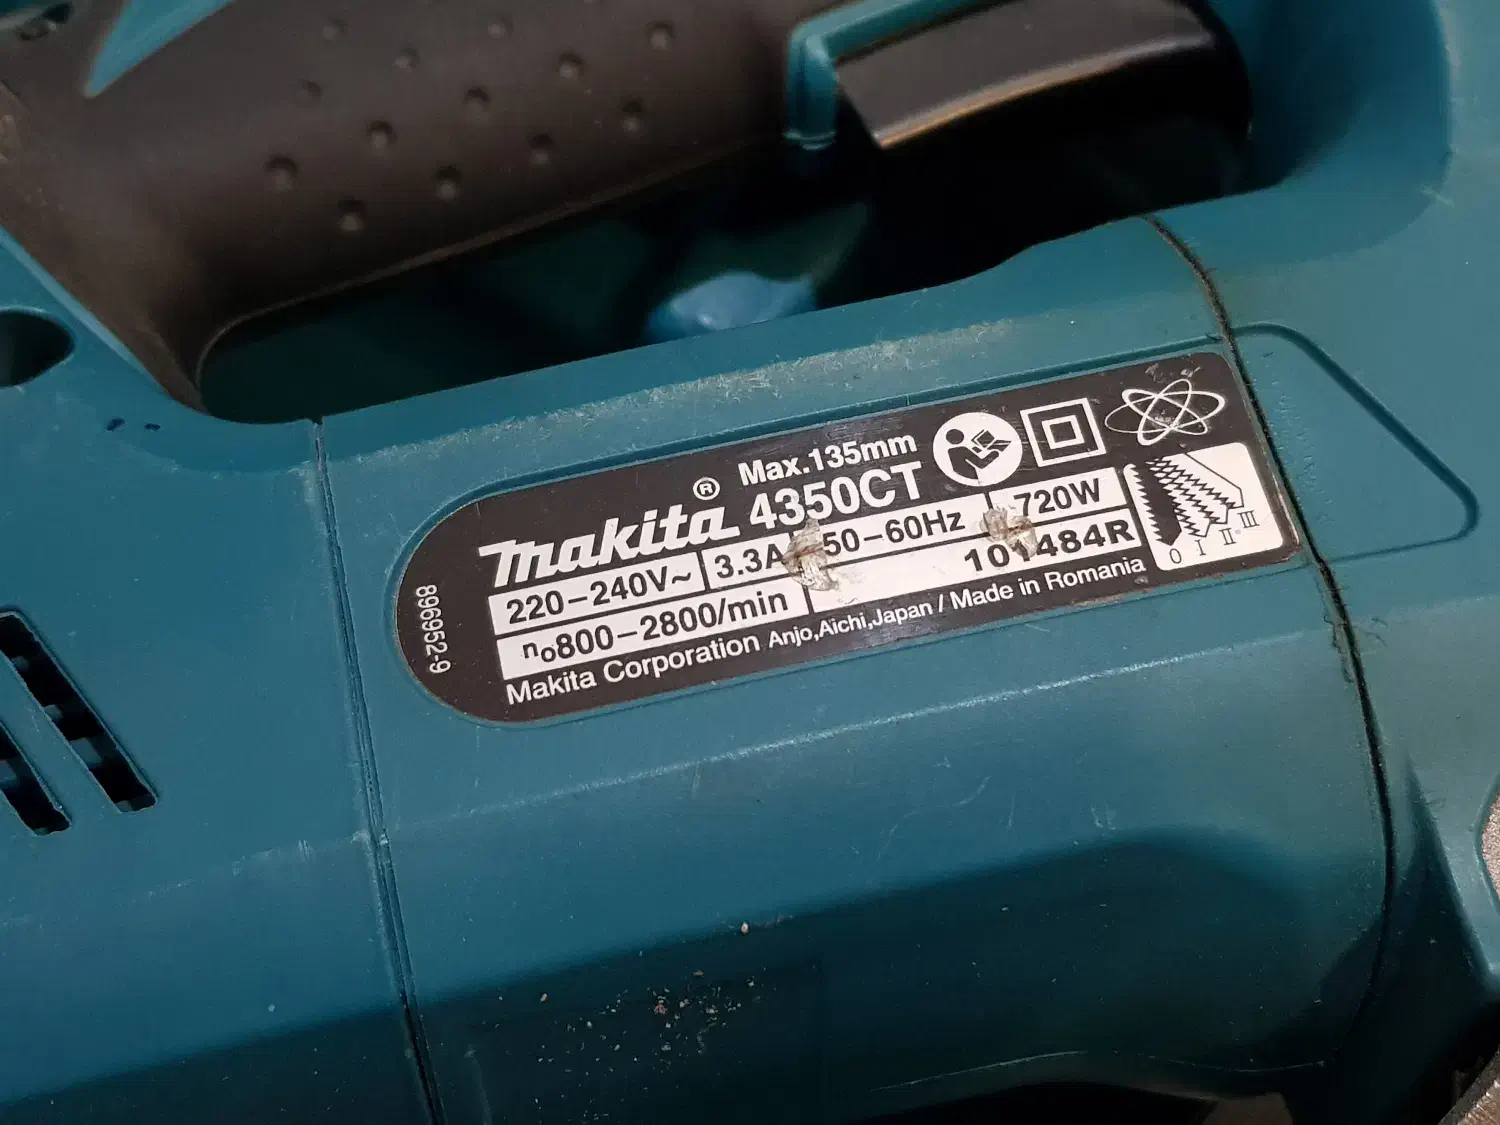 Max.135mm
makita® 4350CT
220-240V~ 3.3A 50-60Hz 720W
no800-2800/min 101484R
Makita Corporation Anjo,Aichi,Japan / Made in Romania
896952-9
0 I II III